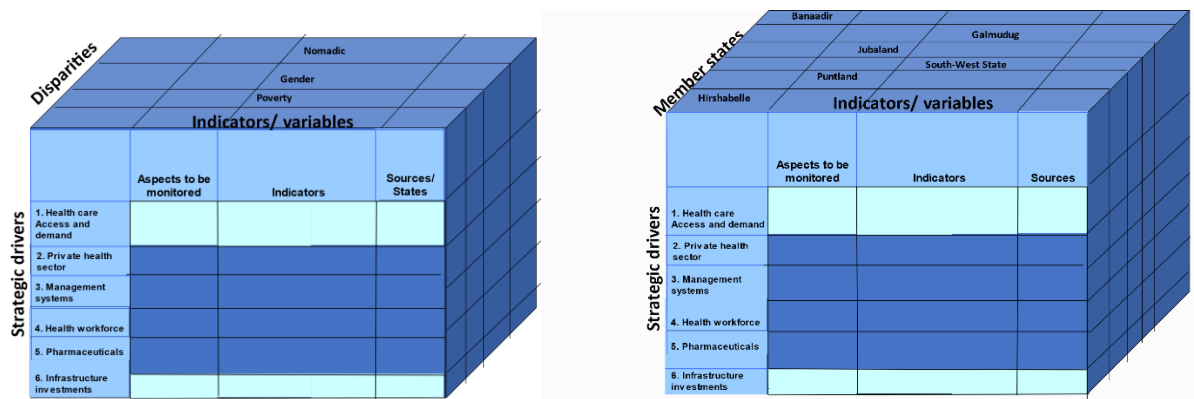 Disparities
Nomadic
Gender
Poverty
Indicators/ variables
Aspects to be
monitored
Indicators
Sources/
States
Strategic drivers
1. Health care
Access and
demand
2. Private health
sector
3. Management
systems
4. Health workforce
5. Pharmaceuticals
6. Infrastructure
investments
Member states
Banaadir
Galmudug
Jubaland
South-West State
Puntland
Hirshabelle
Indicators/ variables
Aspects to be
monitored
Indicators
Sources
Strategic drivers
1. Health care
Access and demand
2. Private health
sector
3. Management
systems
4. Health workforce
5. Pharmaceuticals
6. Infrastructure
investments